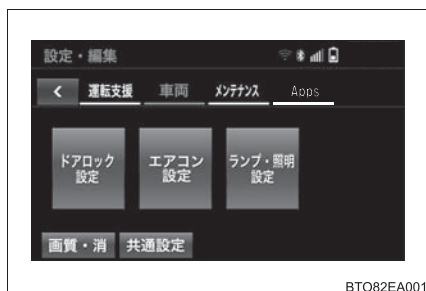 設定・編集
運転支援 車両 メンテナンス Apps
ドアロック エアコン ランプ・照明
設定 設定 設定
画質・消 共通設定
BTO82EA001